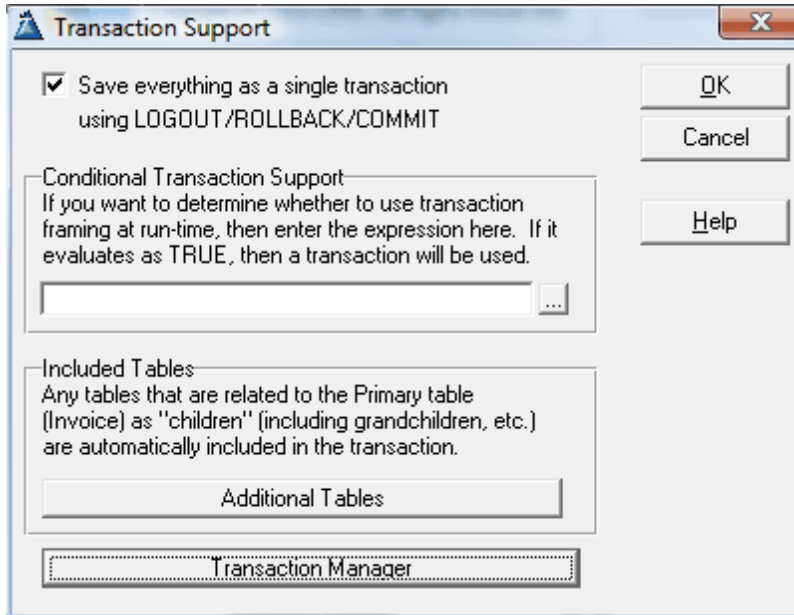 Transaction Support
Save everything as a single transaction
using LOGOUT/ROLLBACK/COMMIT
OK
Cancel
Help
Conditional Transaction Support
If you want to determine whether to use transaction
framing at run-time, then enter the expression here. If it
evaluates as TRUE, then a transaction will be used.
...
Included Tables
Any tables that are related to the Primary table
(Invoice) as "children" (including grandchildren, etc.)
are automatically included in the transaction.
Additional Tables
Transaction Manager